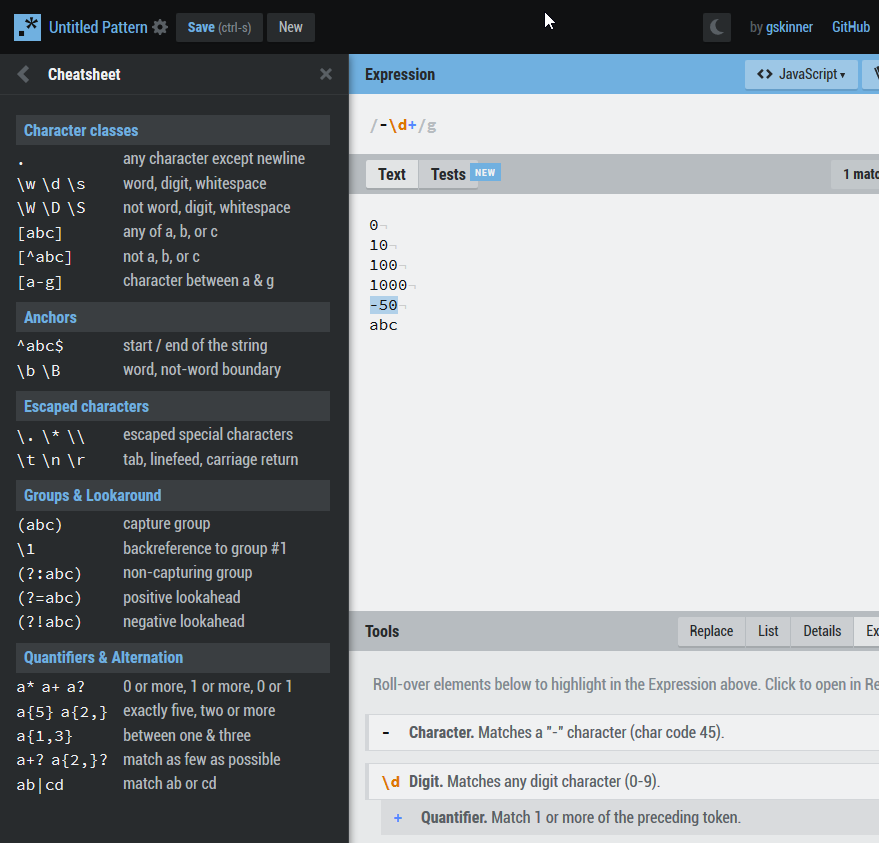 Untitled Pattern Save (ctrl-s) New by gskinner GitHub
Cheatsheet
Character classes
. any character except newline
\w \d \s word, digit, whitespace
\W \D \S not word, digit, whitespace
[abc] any of a, b, or c
[^abc] not a, b, or c
[a-g] character between a & g
Anchors
^abc$ start / end of the string
\b \B word, not-word boundary
Escaped characters
\. \* \\ escaped special characters
\t \n \r tab, linefeed, carriage return
Groups & Lookaround
(abc) capture group
\1 backreference to group #1
(?:abc) non-capturing group
(?=abc) positive lookahead
(?!abc) negative lookahead
Quantifiers & Alternation
a* a+ a? 0 or more, 1 or more, 0 or 1
a{5} a{2,} exactly five, two or more
a{1,3} between one & three
a+? a{2,}? match as few as possible
ab|cd match ab or cd
Expression <> JavaScript
/-\d+/g
Text Tests NEW 1
0¬
10¬
100¬
1000¬
-50¬
abc
Tools Replace List Details
Roll-over elements below to highlight in the Expression above. Click to open in
- Character. Matches a "-" character (char code 45).
\d Digit. Matches any digit character (0-9).
+ Quantifier. Match 1 or more of the preceding token.